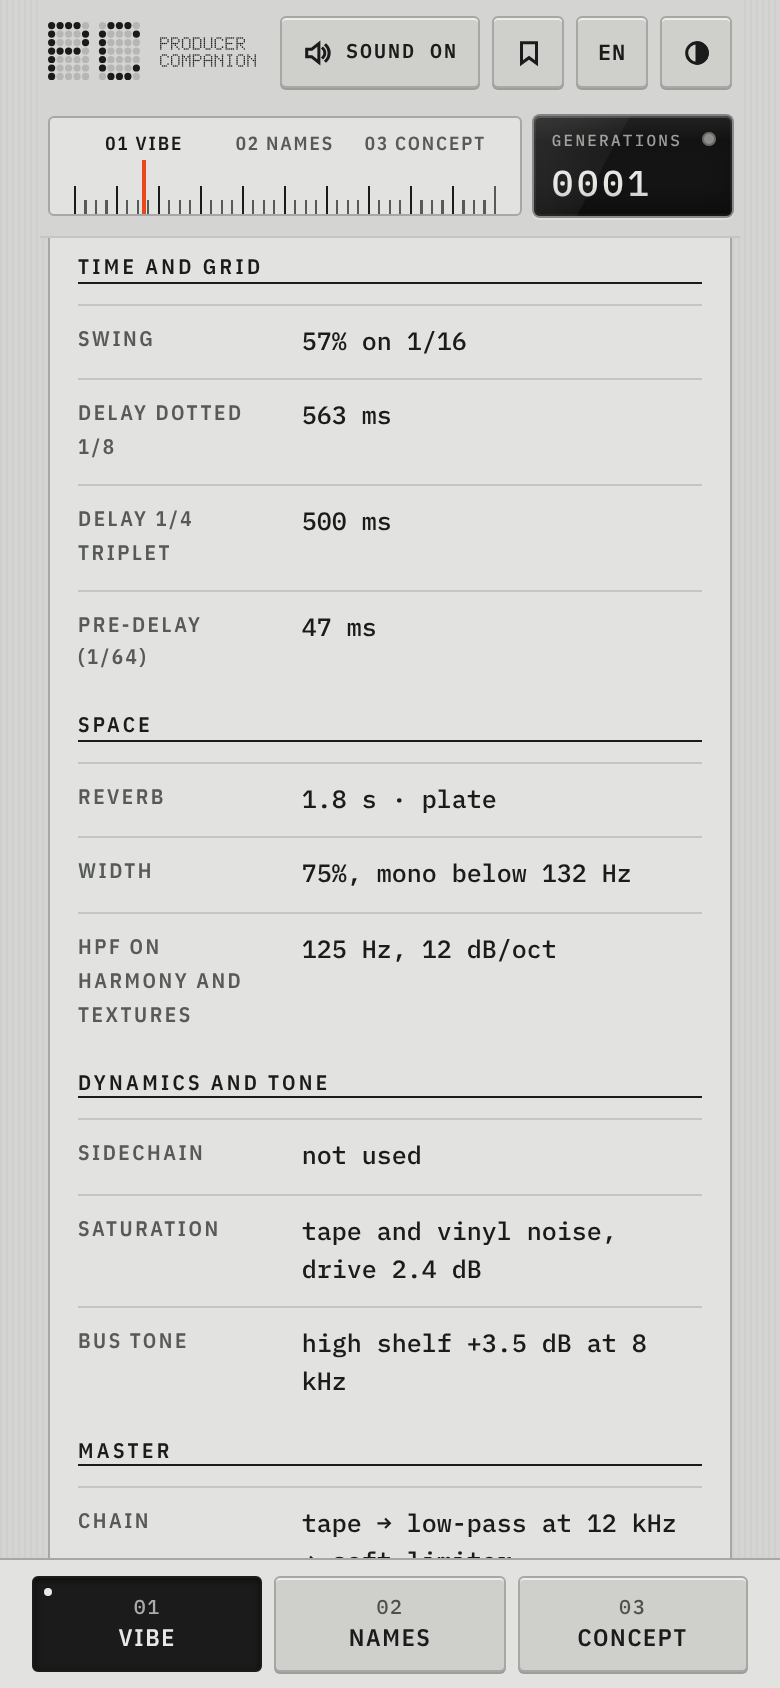 PC
PRODUCER
COMPANION
SOUND ON
EN
01 VIBE
02 NAMES
03 CONCEPT
GENERATIONS
0001
TIME AND GRID
SWING
57% on 1/16
DELAY DOTTED
1/8
563 ms
DELAY 1/4
TRIPLET
500 ms
PRE-DELAY
(1/64)
47 ms
SPACE
REVERB
1.8 s · plate
WIDTH
75%, mono below 132 Hz
HPF ON
HARMONY AND
TEXTURES
125 Hz, 12 dB/oct
DYNAMICS AND TONE
SIDECHAIN
not used
SATURATION
tape and vinyl noise,
drive 2.4 dB
BUS TONE
high shelf +3.5 dB at 8
kHz
MASTER
CHAIN
tape → low-pass at 12 kHz
→ soft limiter
01
VIBE
02
NAMES
03
CONCEPT